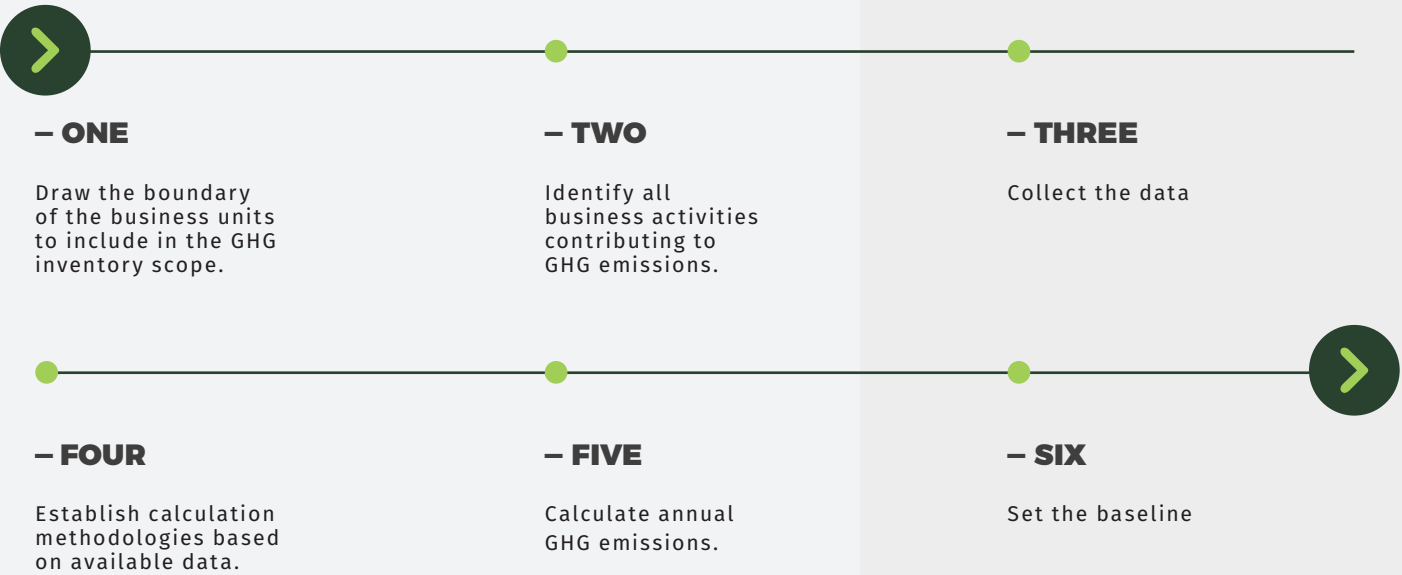 – ONE
Draw the boundary
of the business units
to include in the GHG
inventory scope.
– TWO
Identify all
business activities
contributing to
GHG emissions.
– THREE
Collect the data
– FOUR
Establish calculation
methodologies based
on available data.
– FIVE
Calculate annual
GHG emissions.
– SIX
Set the baseline